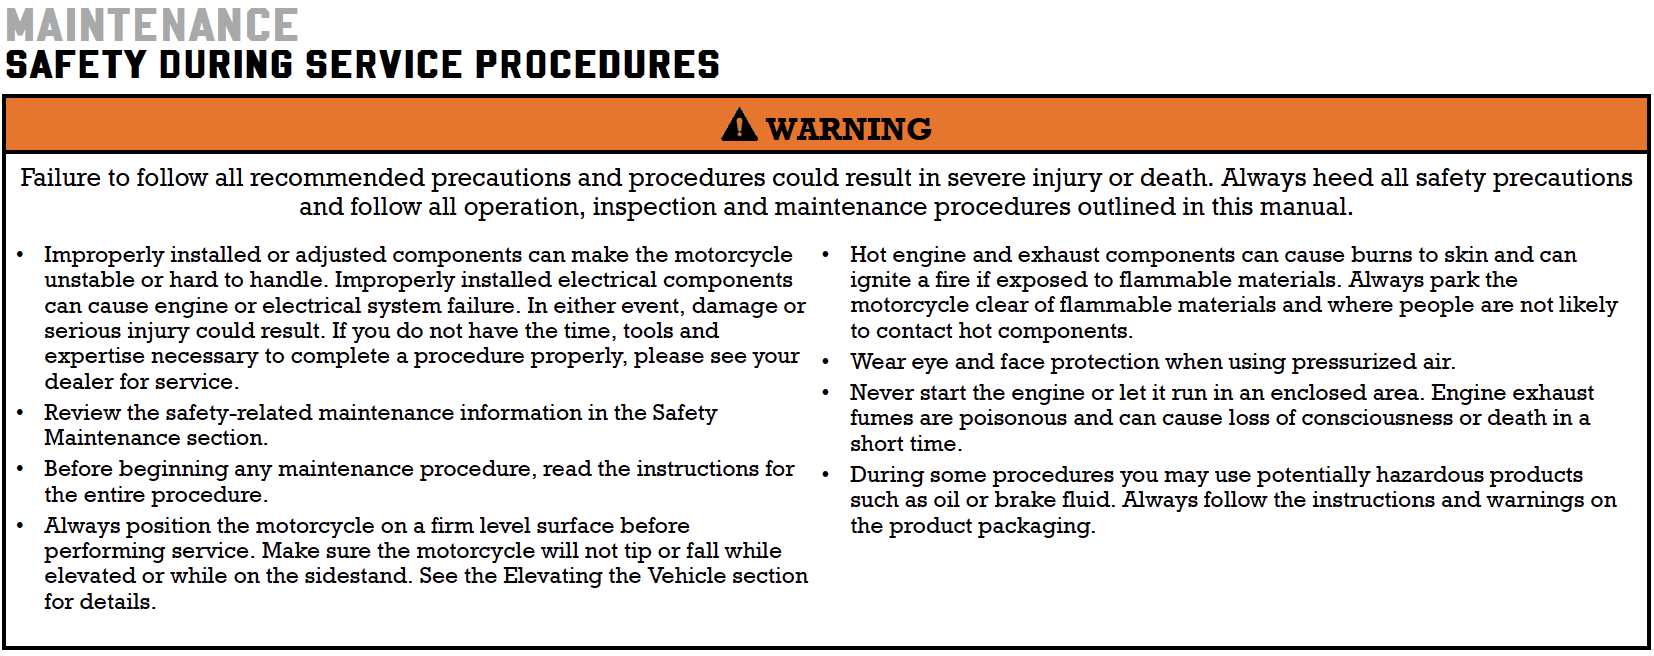 MAINTENANCE
SAFETY DURING SERVICE PROCEDURES
WARNING
Failure to follow all recommended precautions and procedures could result in severe injury or death. Always heed all safety precautions
and follow all operation, inspection and maintenance procedures outlined in this manual.
• Improperly installed or adjusted components can make the motorcycle
unstable or hard to handle. Improperly installed electrical components
can cause engine or electrical system failure. In either event, damage or
serious injury could result. If you do not have the time, tools and
expertise necessary to complete a procedure properly, please see your
dealer for service.
• Review the safety-related maintenance information in the Safety
Maintenance section.
• Before beginning any maintenance procedure, read the instructions for
the entire procedure.
• Always position the motorcycle on a firm level surface before
performing service. Make sure the motorcycle will not tip or fall while
elevated or while on the sidestand. See the Elevating the Vehicle section
for details.
• Hot engine and exhaust components can cause burns to skin and can
ignite a fire if exposed to flammable materials. Always park the
motorcycle clear of flammable materials and where people are not likely
to contact hot components.
• Wear eye and face protection when using pressurized air.
• Never start the engine or let it run in an enclosed area. Engine exhaust
fumes are poisonous and can cause loss of consciousness or death in a
short time.
• During some procedures you may use potentially hazardous products
such as oil or brake fluid. Always follow the instructions and warnings on
the product packaging.